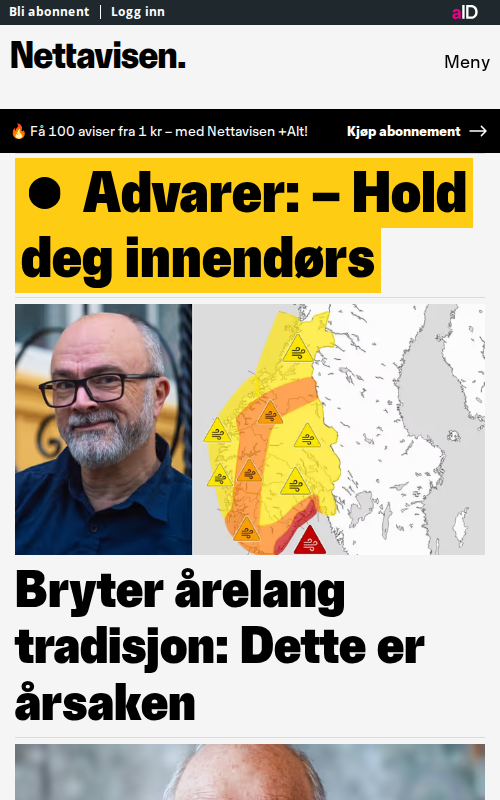 Bli abonnent | Logg inn
aID
Nettavisen.
Meny
Få 100 aviser fra 1 kr – med Nettavisen +Alt!
Kjøp abonnement →
● Advarer: – Hold
deg innendørs
Bryter årelang
tradisjon: Dette er
årsaken